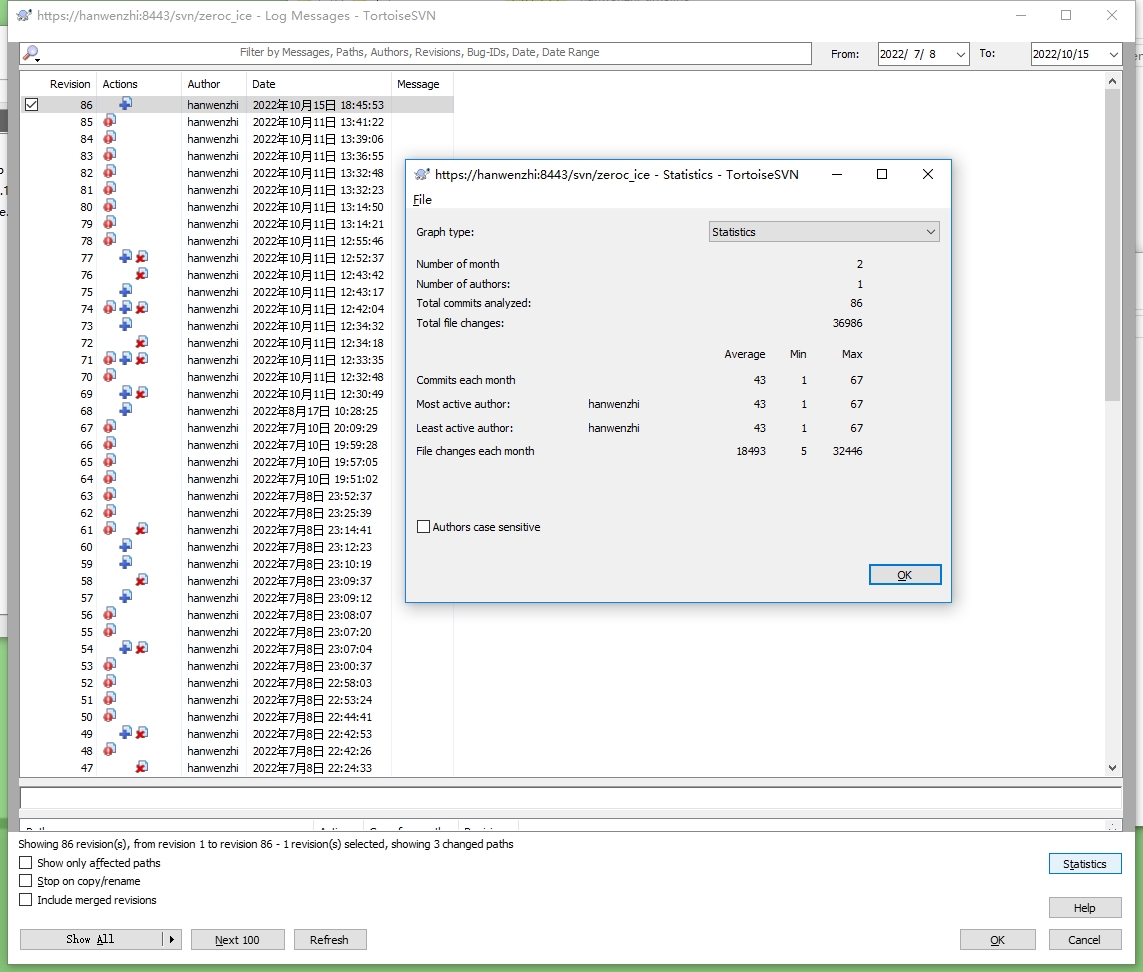 https://hanwenzhi:8443/svn/zeroc_ice - Log Messages - TortoiseSVN
Filter by Messages, Paths, Authors, Revisions, Bug-IDs, Date, Date Range From: 2022/ 7/ 8 To: 2022/10/15
Revision Actions Author Date Message
86 hanwenzhi 2022年10月15日 18:45:53
85 hanwenzhi 2022年10月11日 13:41:22
84 hanwenzhi 2022年10月11日 13:39:06
83 hanwenzhi 2022年10月11日 13:36:55
82 hanwenzhi 2022年10月11日 13:32:48
81 hanwenzhi 2022年10月11日 13:32:23
80 hanwenzhi 2022年10月11日 13:14:50
79 hanwenzhi 2022年10月11日 13:14:21
78 hanwenzhi 2022年10月11日 12:55:46
77 hanwenzhi 2022年10月11日 12:52:37
76 hanwenzhi 2022年10月11日 12:43:42
75 hanwenzhi 2022年10月11日 12:43:17
74 hanwenzhi 2022年10月11日 12:42:04
73 hanwenzhi 2022年10月11日 12:34:32
72 hanwenzhi 2022年10月11日 12:34:18
71 hanwenzhi 2022年10月11日 12:33:35
70 hanwenzhi 2022年10月11日 12:32:48
69 hanwenzhi 2022年10月11日 12:30:49
68 hanwenzhi 2022年8月17日 10:28:25
67 hanwenzhi 2022年7月10日 20:09:29
66 hanwenzhi 2022年7月10日 19:59:28
65 hanwenzhi 2022年7月10日 19:57:05
64 hanwenzhi 2022年7月10日 19:51:02
63 hanwenzhi 2022年7月8日 23:52:37
62 hanwenzhi 2022年7月8日 23:25:39
61 hanwenzhi 2022年7月8日 23:14:41
60 hanwenzhi 2022年7月8日 23:12:23
59 hanwenzhi 2022年7月8日 23:10:19
58 hanwenzhi 2022年7月8日 23:09:37
57 hanwenzhi 2022年7月8日 23:09:12
56 hanwenzhi 2022年7月8日 23:08:07
55 hanwenzhi 2022年7月8日 23:07:20
54 hanwenzhi 2022年7月8日 23:07:04
53 hanwenzhi 2022年7月8日 23:00:37
52 hanwenzhi 2022年7月8日 22:58:03
51 hanwenzhi 2022年7月8日 22:53:24
50 hanwenzhi 2022年7月8日 22:44:41
49 hanwenzhi 2022年7月8日 22:42:53
48 hanwenzhi 2022年7月8日 22:42:26
47 hanwenzhi 2022年7月8日 22:24:33
https://hanwenzhi:8443/svn/zeroc_ice - Statistics - TortoiseSVN
File
Graph type: Statistics
Number of month 2
Number of authors: 1
Total commits analyzed: 86
Total file changes: 36986
Average Min Max
Commits each month 43 1 67
Most active author: hanwenzhi 43 1 67
Least active author: hanwenzhi 43 1 67
File changes each month 18493 5 32446
Authors case sensitive
OK
Showing 86 revision(s), from revision 1 to revision 86 - 1 revision(s) selected, showing 3 changed paths
Show only affected paths
Statistics
Stop on copy/rename
Include merged revisions
Help
Show All Next 100 Refresh OK Cancel